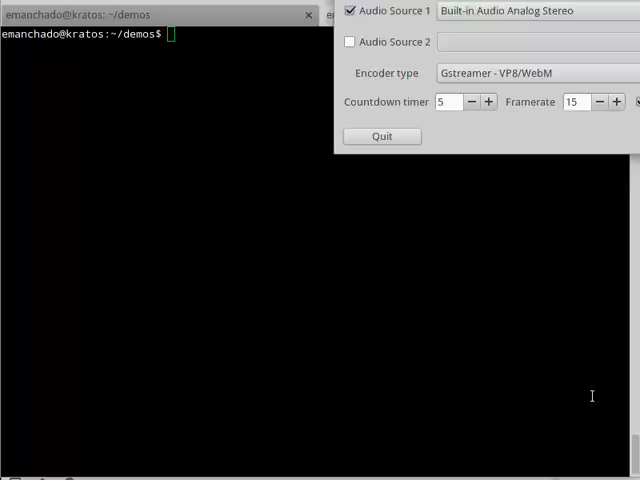 emanchado@kratos: ~/demos
emanchado@kratos:~/demos$
Audio Source 1 Built-in Audio Analog Stereo
Audio Source 2
Encoder type Gstreamer - VP8/WebM
Countdown timer 5 Framerate 15
Quit